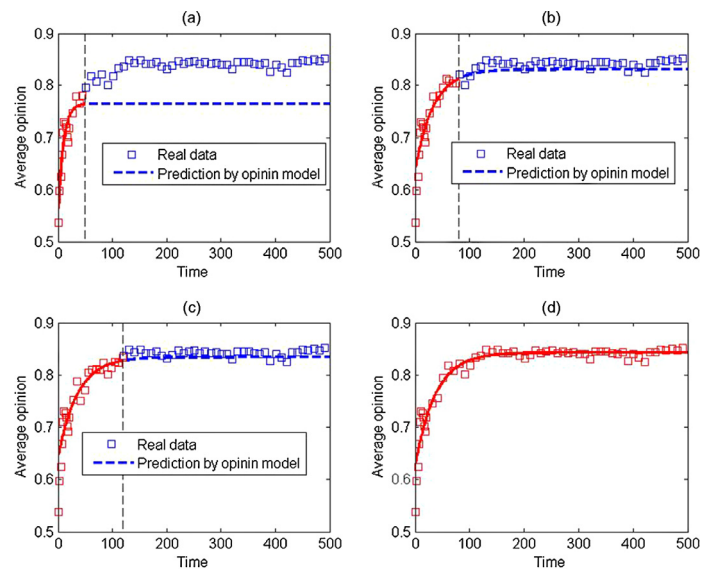 (a)
0.9
0.8
0.7
0.6
0.5
Average opinion
Real data
Prediction by opinin model
0 100 200 300 400 500
Time
(b)
0.9
0.8
0.7
0.6
0.5
Average opinion
Real data
Prediction by opinin model
0 100 200 300 400 500
Time
(c)
0.9
0.8
0.7
0.6
0.5
Average opinion
Real data
Prediction by opinin model
0 100 200 300 400 500
Time
(d)
0.9
0.8
0.7
0.6
0.5
Average opinion
0 100 200 300 400 500
Time